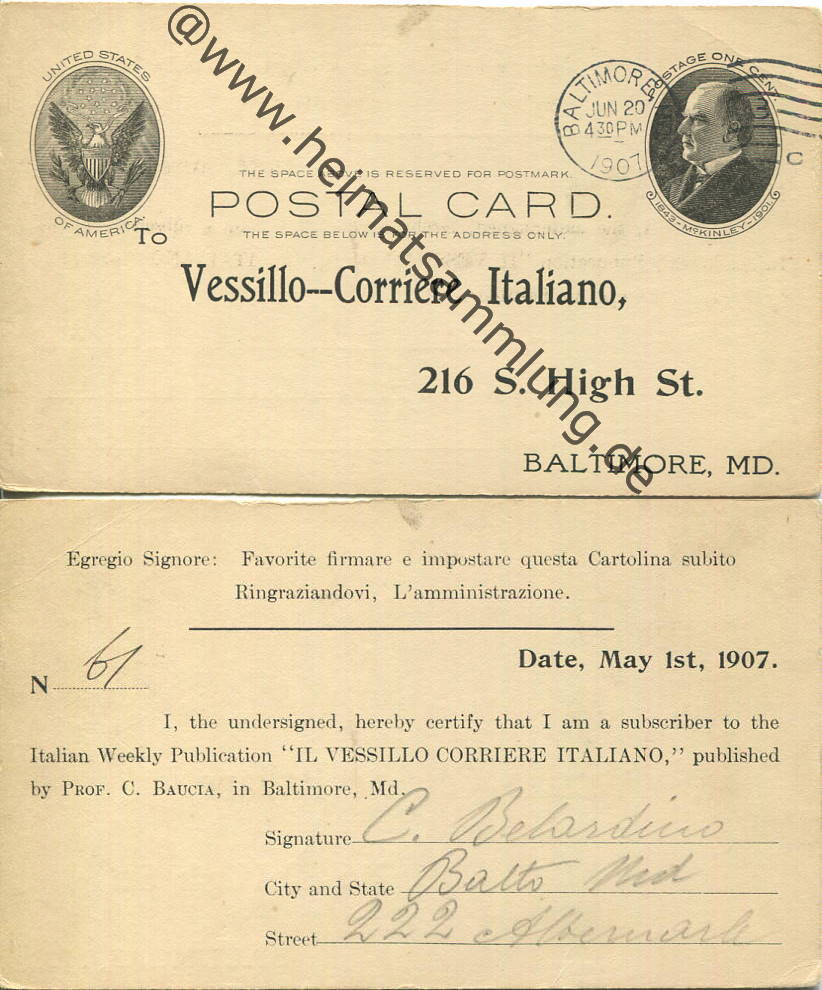 @www.heimatsammlung.de
UNITED STATES
OF AMERICA.
BALTIMORE,
JUN 20
430PM
1907
C
POSTAGE ONE CENT.
1843-MCKINLEY-1901
THE SPACE ABOVE IS RESERVED FOR POSTMARK.
POSTAL CARD.
THE SPACE BELOW IS FOR THE ADDRESS ONLY.
To
Vessillo--Corriere Italiano,
216 S. High St.
BALTIMORE, MD.
Egregio Signore: Favorite firmare e impostare questa Cartolina subito
Ringraziandovi, L'amministrazione.
Date, May 1st, 1907.
N 61
I, the undersigned, hereby certify that I am a subscriber to the
Italian Weekly Publication “IL VESSILLO CORRIERE ITALIANO,” published
by PROF. C. BAUCIA, in Baltimore, Md.
Signature C. Belardino
City and State Balto Md
Street 222 Albemarle